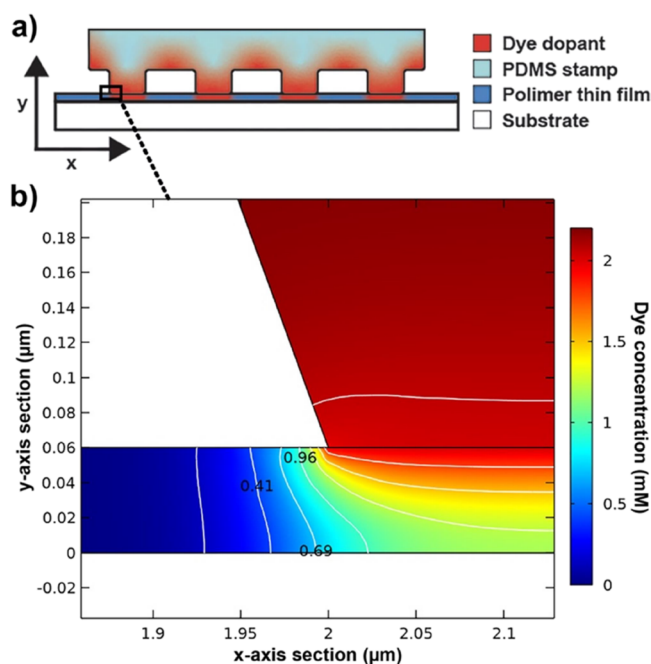 a)
Dye dopant
PDMS stamp
Polimer thin film
Substrate
y
x
b)
0.18
0.16
0.14
0.12
0.1
0.08
0.06
0.04
0.02
0
-0.02
y-axis section (µm)
0.96
0.41
0.69
1.9
1.95
2
2.05
2.1
x-axis section (µm)
2
1.5
1
0.5
0
Dye concentration (mM)